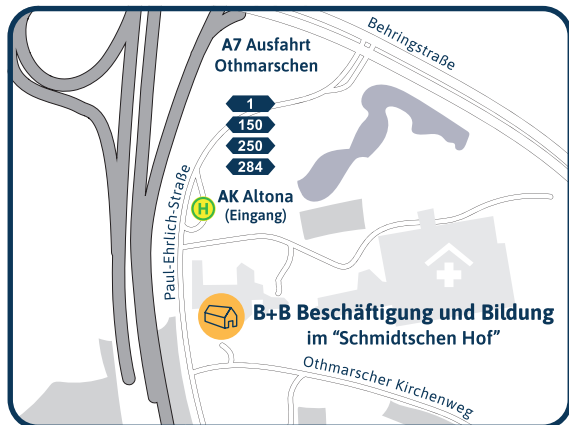 Behringstraße
A7 Ausfahrt
Othmarschen
1
150
250
284
Paul-Ehrlich-Straße
H
AK Altona
(Eingang)
B+B Beschäftigung und Bildung
im “Schmidtschen Hof”
Othmarscher Kirchenweg